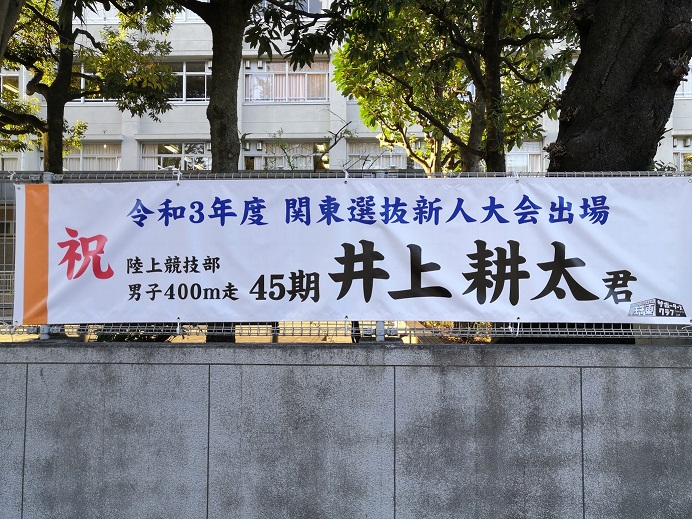 祝
令和3年度 関東選抜新人大会出場
陸上競技部
男子400m走
45期 井上耕太君